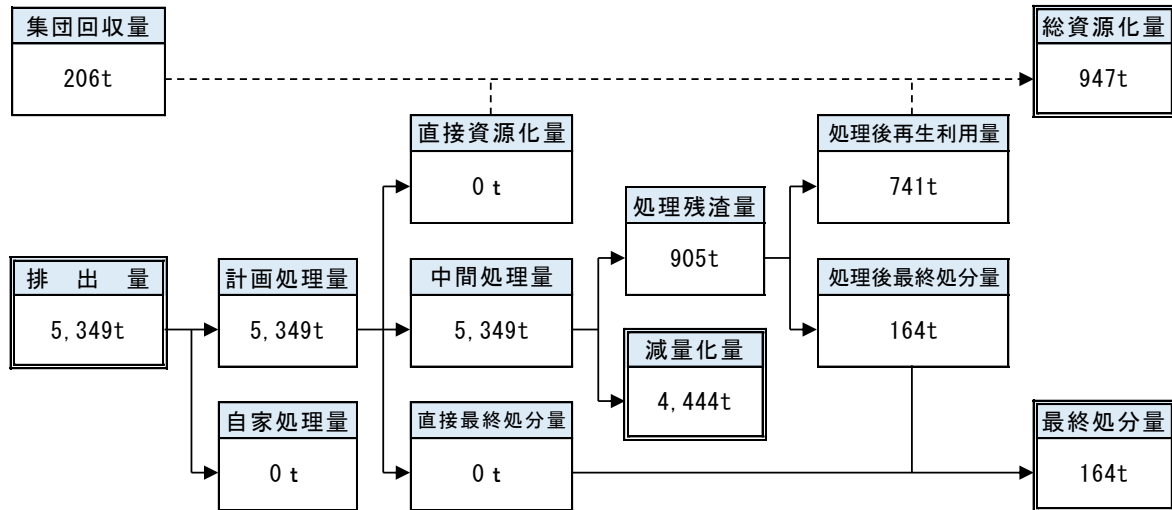 集団回収量
206t
総資源化量
947t
直接資源化量
0 t
処理後再生利用量
741t
処理残渣量
905t
排 出 量
5,349t
計画処理量
5,349t
中間処理量
5,349t
処理後最終処分量
164t
減量化量
4,444t
自家処理量
0 t
直接最終処分量
0 t
最終処分量
164t